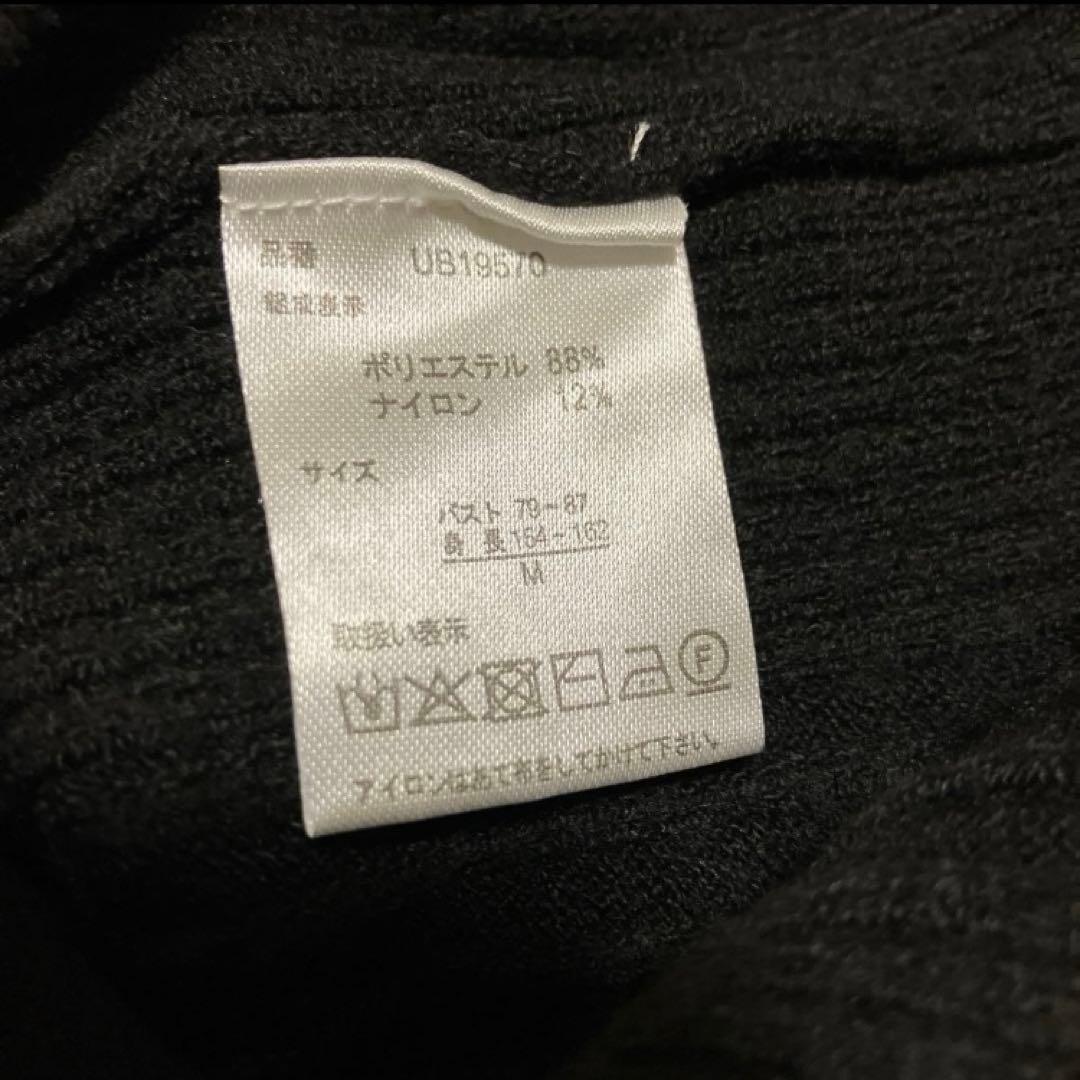 品番 UB19570
組成表示
ポリエステル 88%
ナイロン 12%
サイズ
バスト 79-87
身長 154-162
M
取扱い表示
F
アイロンはあて布をしてかけて下さい。